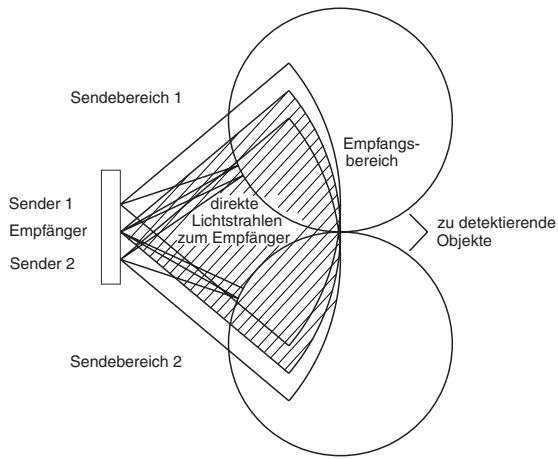 Sendebereich 1
Empfangs-
bereich
Sender 1
Empfänger
Sender 2
direkte
Lichtstrahlen
zum Empfänger
zu detektierende
Objekte
Sendebereich 2